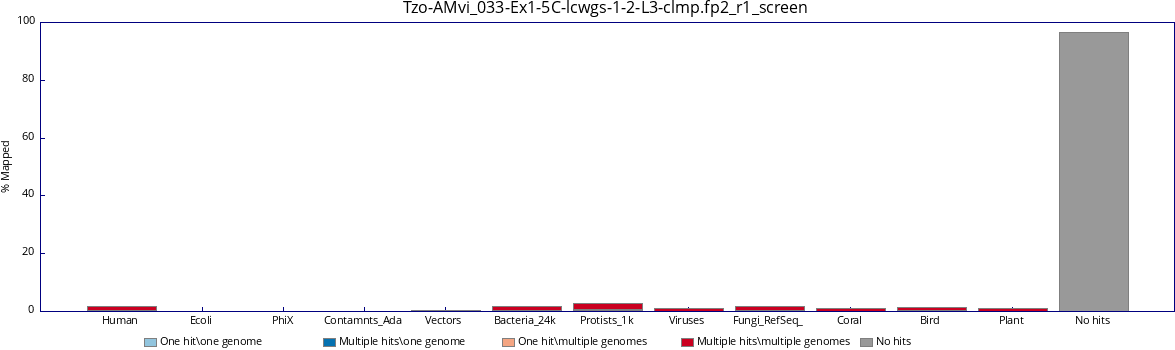 Tzo-AMvi_033-Ex1-5C-lcwgs-1-2-L3-clmp.fp2_r1_screen
100
80
60
40
20
0
% Mapped
Human Ecoli PhiX Contamnts_Ada Vectors Bacteria_24k Protists_1k Viruses Fungi_RefSeq_ Coral Bird Plant No hits
One hit\one genome Multiple hits\one genome One hit\multiple genomes Multiple hits\multiple genomes No hits